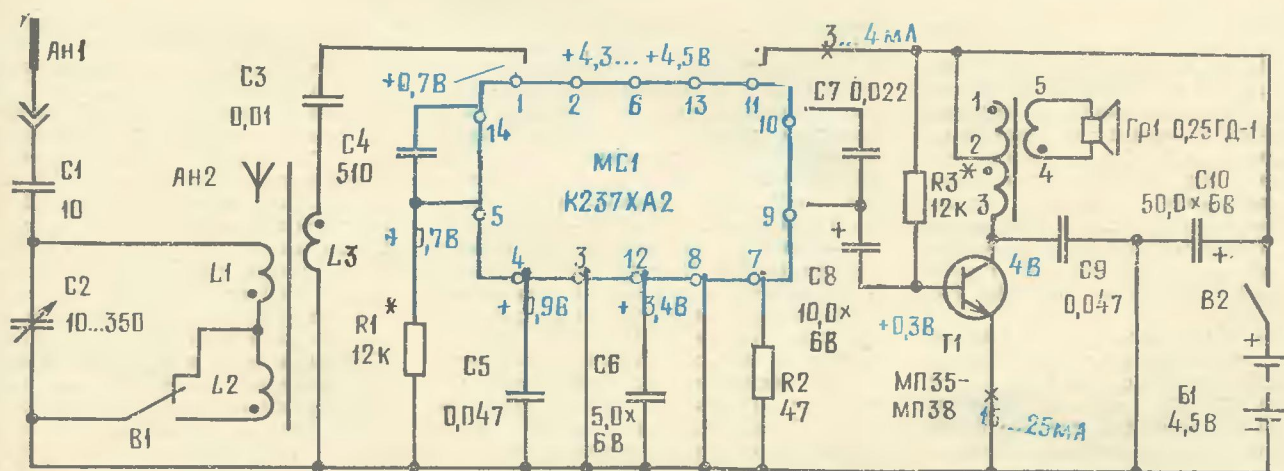 Ан1
С1
10
С2
10...350
В1
Ан2
L1
L2
С3
0,01
L3
С4
510
+0,7В
+4,3...+4,5В
1
2
6
13
11
14
10
МС1
К237ХА2
5
9
+0,7В
4
3
12
8
7
+0,9В
+3,4В
R1*
12к
С5
0,047
С6
5,0×
6В
R2
47
3...4мА
С7 0,022
С8
10,0×
6В
+
R3*
12к
1
2
3
5
4
Гр1 0,25ГД-1
4В
+0,3В
Т1
МП35-
МП38
15...25мА
С9
0,047
С10
50,0×6В
+
В2
+
Б1
4,5В
-